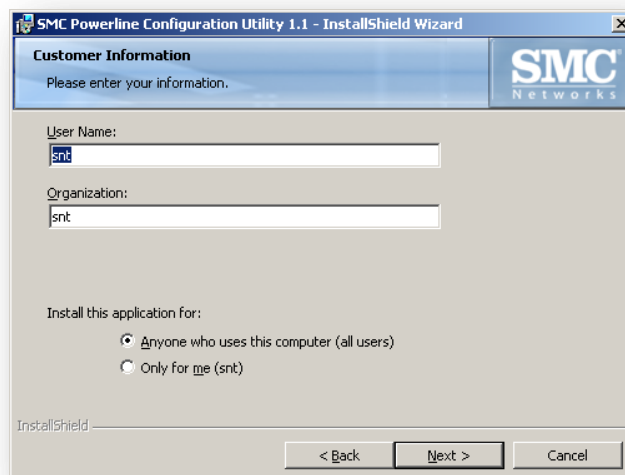 SMC Powerline Configuration Utility 1.1 - InstallShield Wizard
Customer Information
Please enter your information.
SMC®
Networks
User Name:
snt
Organization:
snt
Install this application for:
Anyone who uses this computer (all users)
Only for me (snt)
InstallShield
< Back
Next >
Cancel